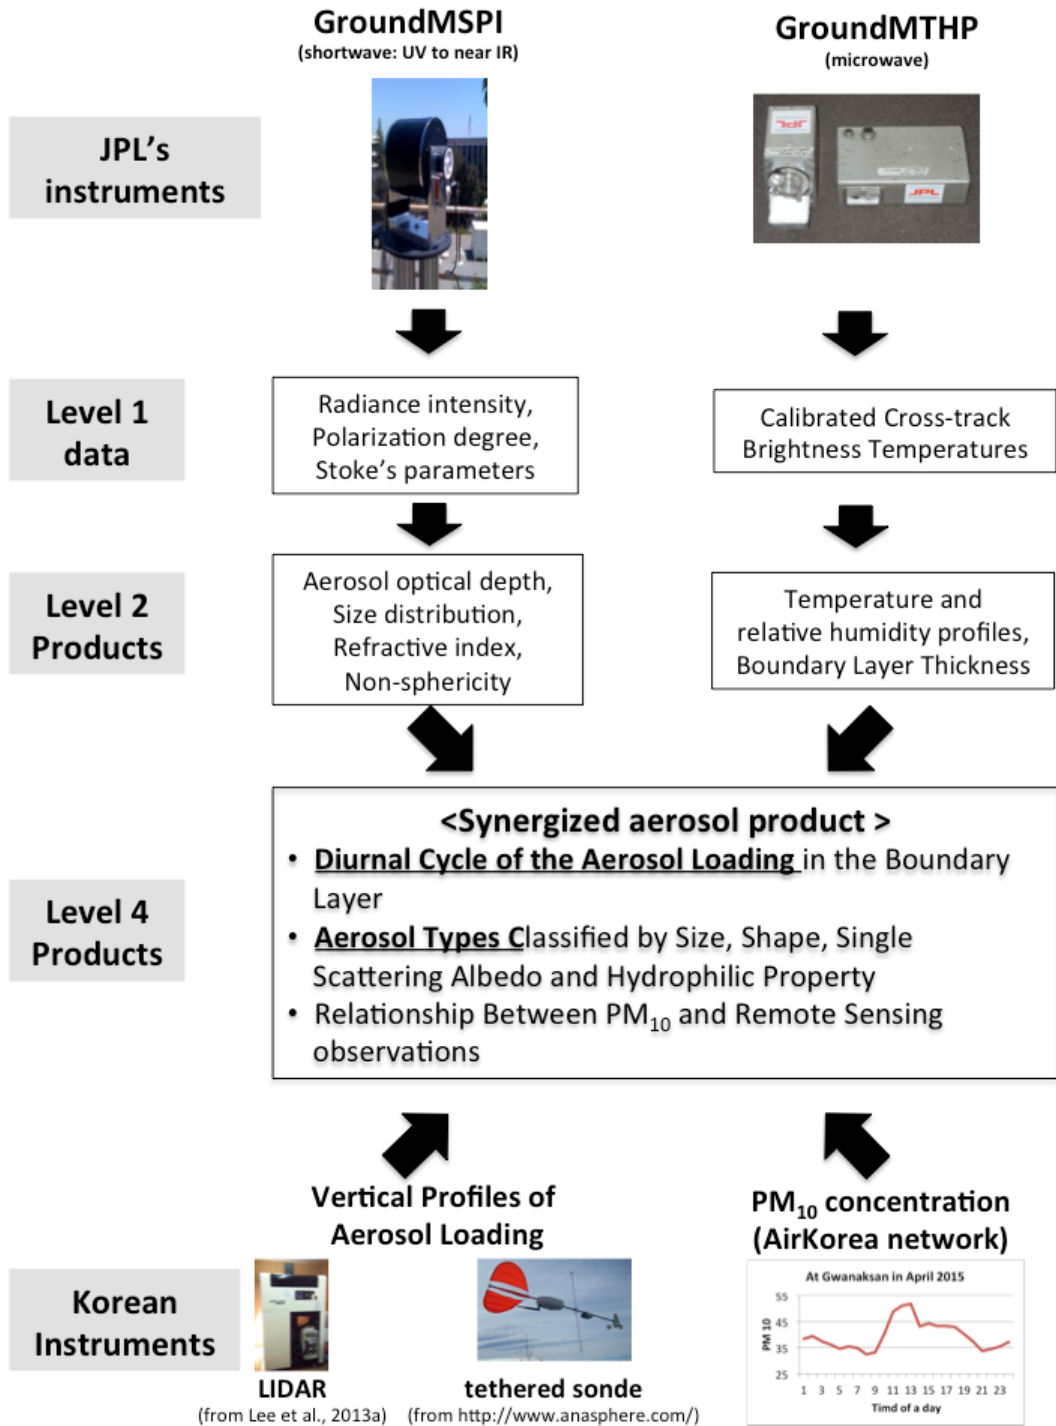 GroundMSPI
(shortwave: UV to near IR)
GroundMTHP
(microwave)
JPL's
instruments
JPL
JPL
Level 1
data
Radiance intensity,
Polarization degree,
Stoke's parameters
Calibrated Cross-track
Brightness Temperatures
Level 2
Products
Aerosol optical depth,
Size distribution,
Refractive index,
Non-sphericity
Temperature and
relative humidity profiles,
Boundary Layer Thickness
Level 4
Products
<Synergized aerosol product >
• Diurnal Cycle of the Aerosol Loading in the Boundary
Layer
• Aerosol Types Classified by Size, Shape, Single
Scattering Albedo and Hydrophilic Property
• Relationship Between PM₁₀ and Remote Sensing
observations
Korean
Instruments
Vertical Profiles of
Aerosol Loading
LIDAR
(from Lee et al., 2013a)
tethered sonde
(from http://www.anasphere.com/)
PM₁₀ concentration
(AirKorea network)
At Gwanaksan in April 2015
PM 10
55
45
35
25
1 3 5 7 9 11 13 15 17 19 21 23
Timd of a day